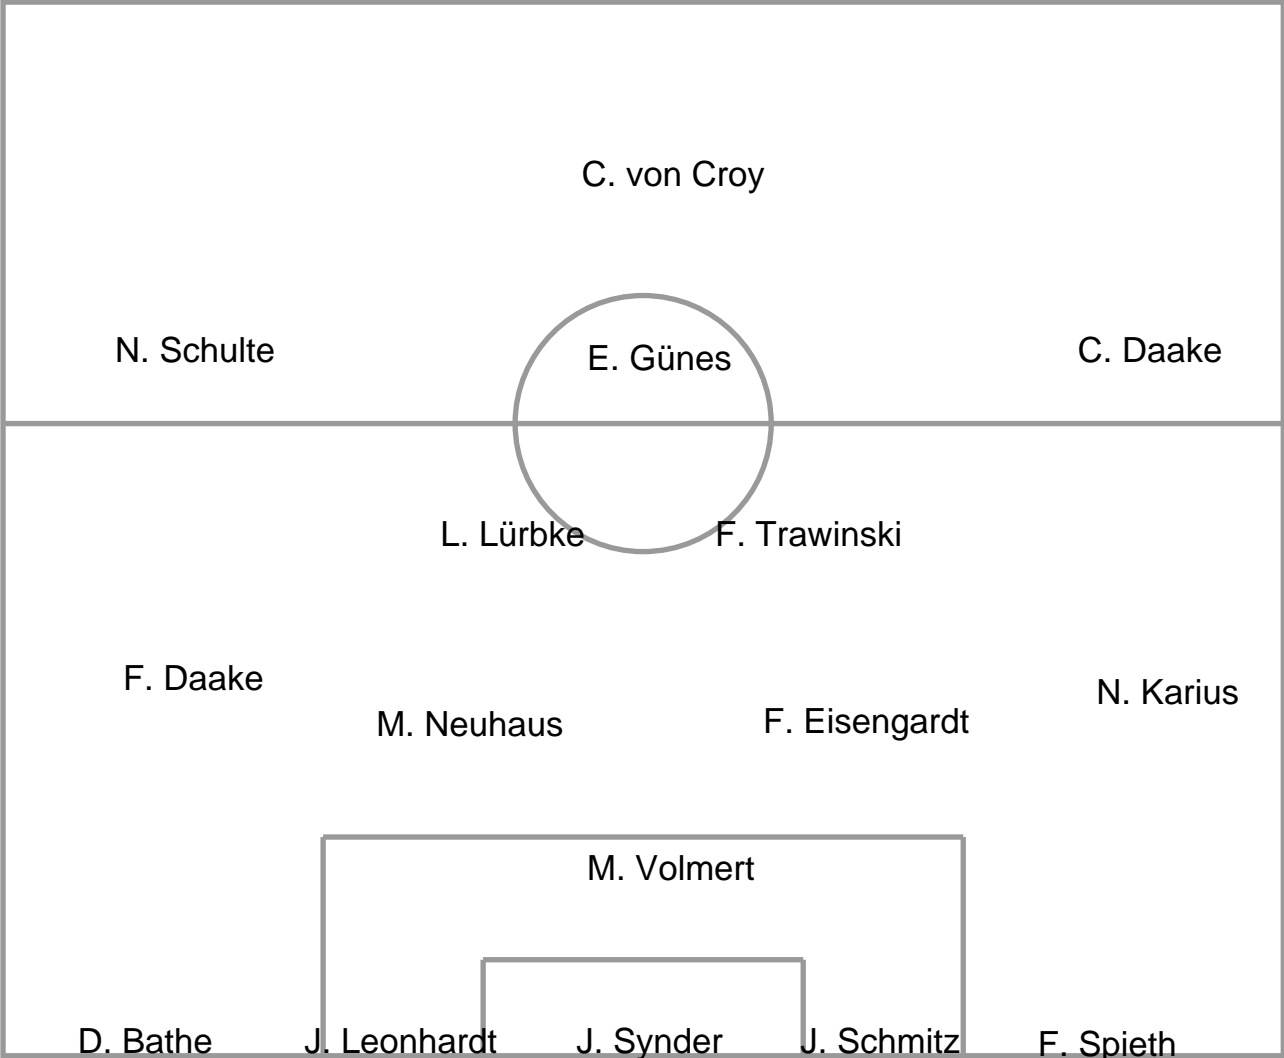 C. von Croy
N. Schulte
E. Günes
C. Daake
L. Lürbke
F. Trawinski
F. Daake
N. Karius
M. Neuhaus
F. Eisengardt
M. Volmert
D. Bathe
J. Leonhardt
J. Synder
J. Schmitz
F. Spieth